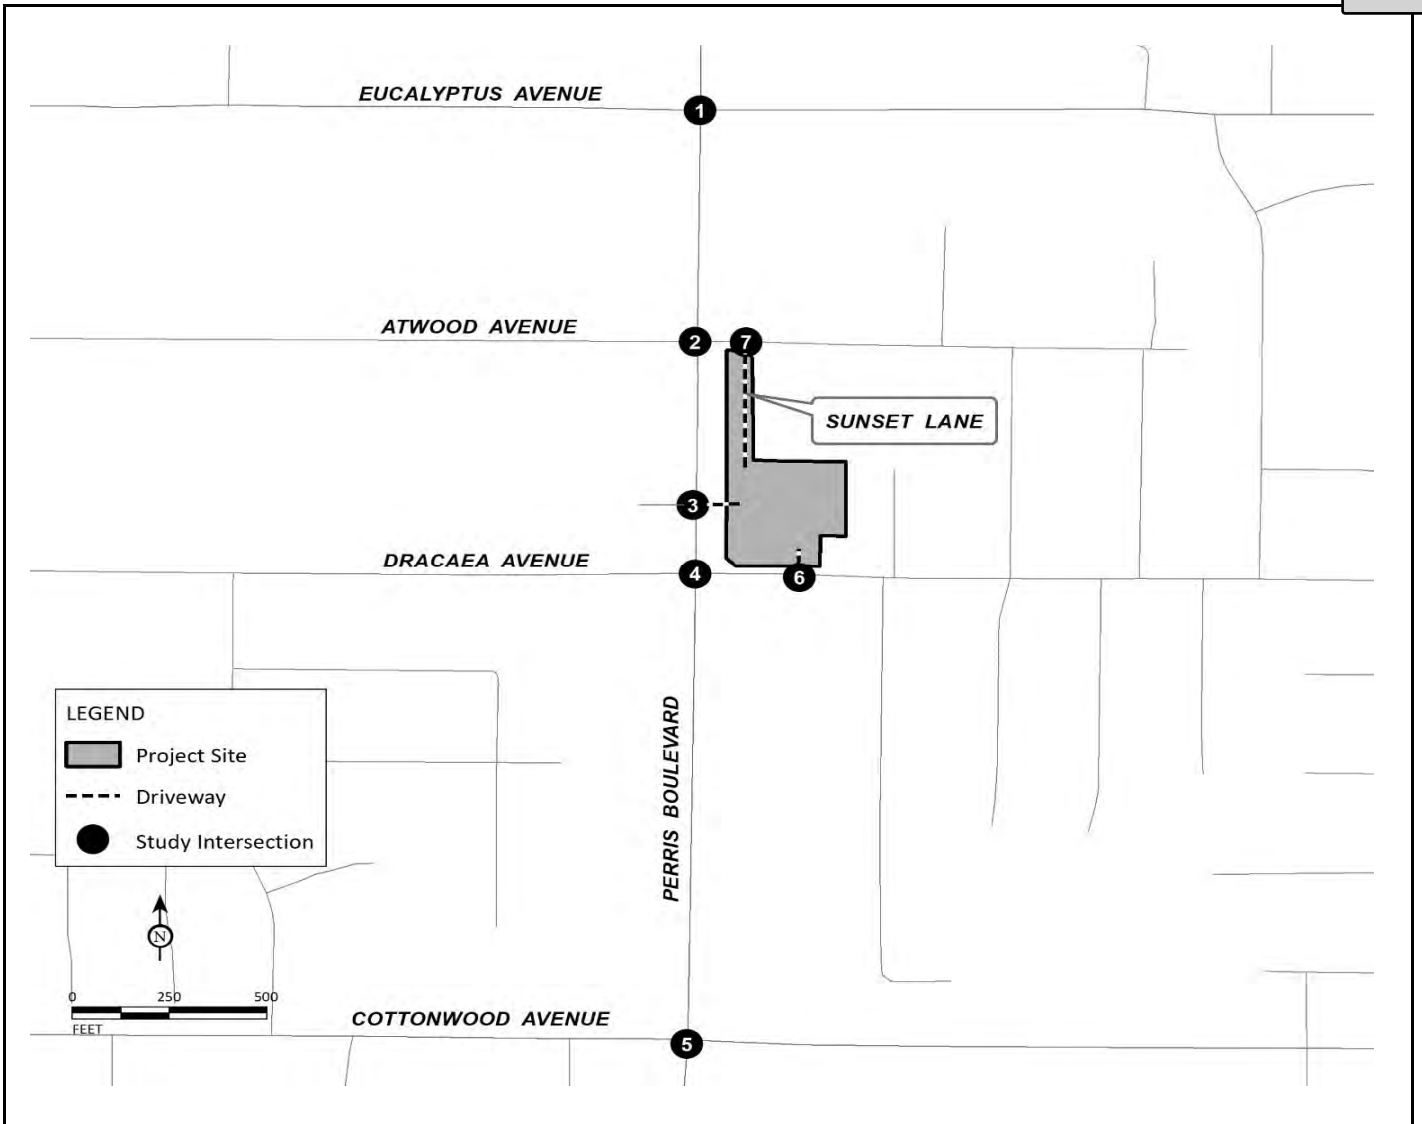 EUCALYPTUS AVENUE
1
ATWOOD AVENUE
2
7
SUNSET LANE
3
DRACAEA AVENUE
4
6
PERRIS BOULEVARD
LEGEND
Project Site
Driveway
Study Intersection
N
0 250 500
FEET
COTTONWOOD AVENUE
5